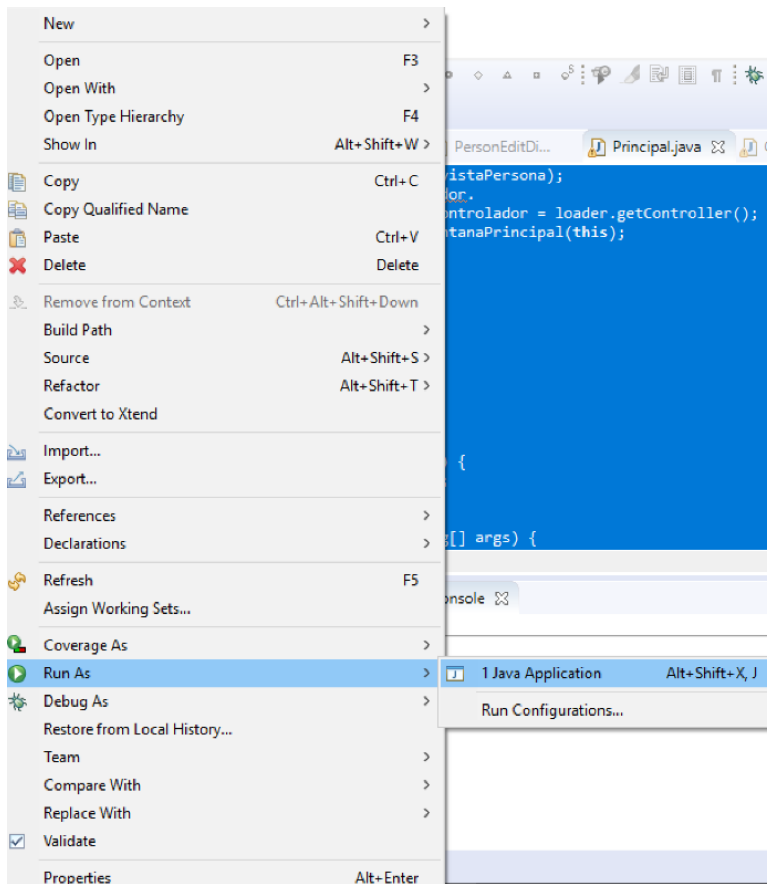 New
Open F3
Open With
Open Type Hierarchy F4
Show In Alt+Shift+W >
Copy Ctrl+C
Copy Qualified Name
Paste Ctrl+V
Delete Delete
Remove from Context Ctrl+Alt+Shift+Down
Build Path
Source Alt+Shift+S >
Refactor Alt+Shift+T >
Convert to Xtend
Import...
Export...
References
Declarations
Refresh F5
Assign Working Sets...
Coverage As
Run As
Debug As
Restore from Local History...
Team
Compare With
Replace With
Validate
Properties Alt+Enter
1 Java Application Alt+Shift+X, J
Run Configurations...
PersonEditDi... Principal.java
vistaPersona);
dor.
ontrolador = loader.getController();
ntanaPrincipal(this);
) {
g[] args) {
onsole